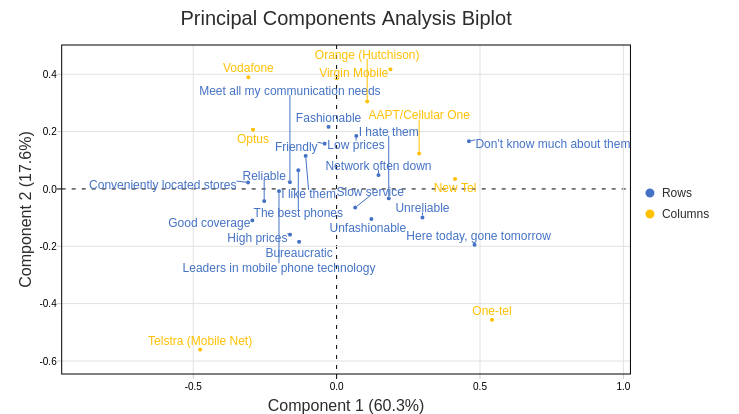 Principal Components Analysis Biplot
Orange (Hutchison)
Vodafone
Virgin Mobile
Meet all my communication needs
Fashionable
AAPT/Cellular One
I hate them
Optus
Friendly
Low prices
Don't know much about them
Network often down
Reliable
Conveniently located stores
I like them
Slow service
New Tel
The best phones
Unreliable
Good coverage
Unfashionable
High prices
Here today, gone tomorrow
Bureaucratic
Leaders in mobile phone technology
One-tel
Telstra (Mobile Net)
0.4
0.2
0.0
-0.2
-0.4
-0.6
-0.5
0.0
0.5
1.0
Component 1 (60.3%)
Component 2 (17.6%)
Rows
Columns